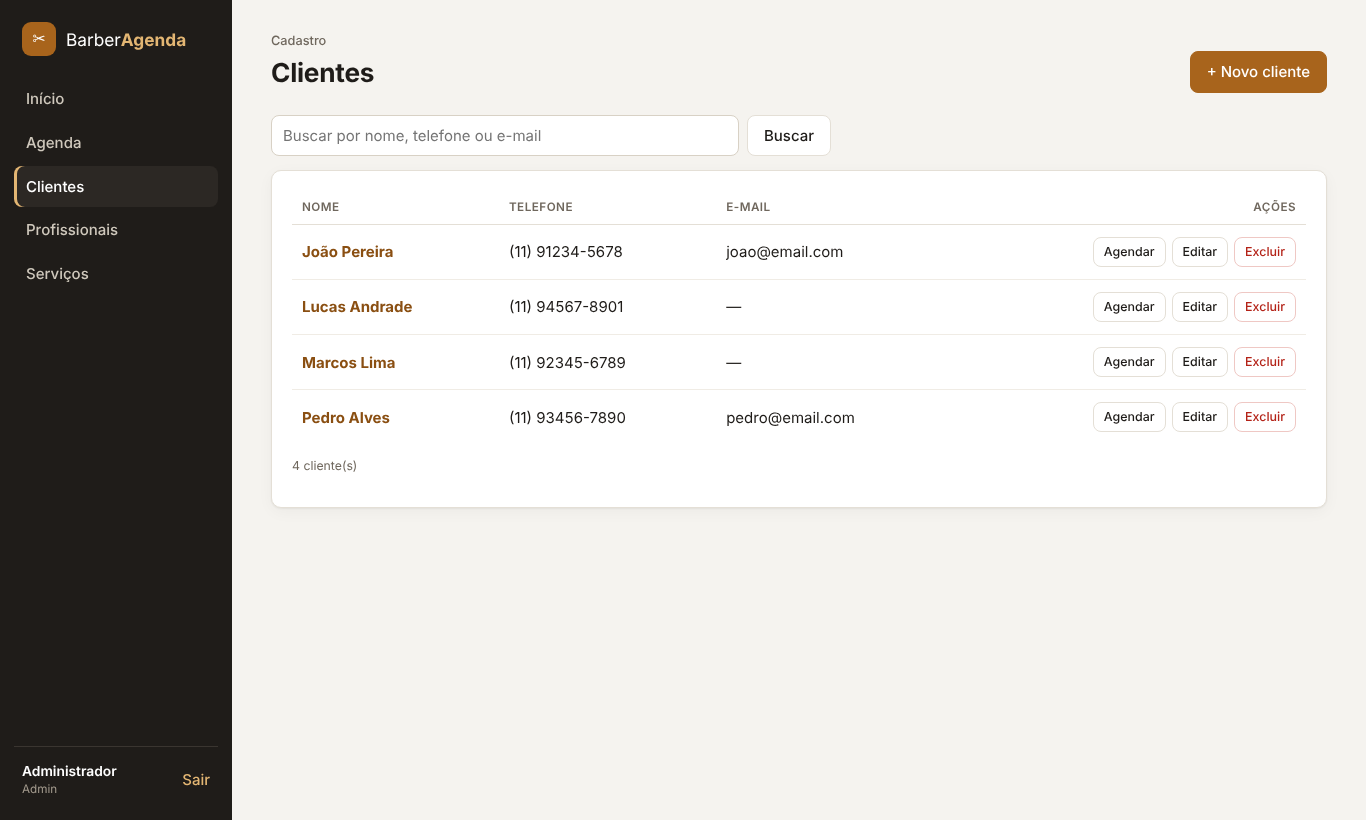 BarberAgenda
Início
Agenda
Clientes
Profissionais
Serviços
Administrador
Admin
Sair
Cadastro
Clientes
+ Novo cliente
Buscar por nome, telefone ou e-mail
Buscar
NOME TELEFONE E-MAIL AÇÕES
João Pereira (11) 91234-5678 joao@email.com Agendar Editar Excluir
Lucas Andrade (11) 94567-8901 — Agendar Editar Excluir
Marcos Lima (11) 92345-6789 — Agendar Editar Excluir
Pedro Alves (11) 93456-7890 pedro@email.com Agendar Editar Excluir
4 cliente(s)